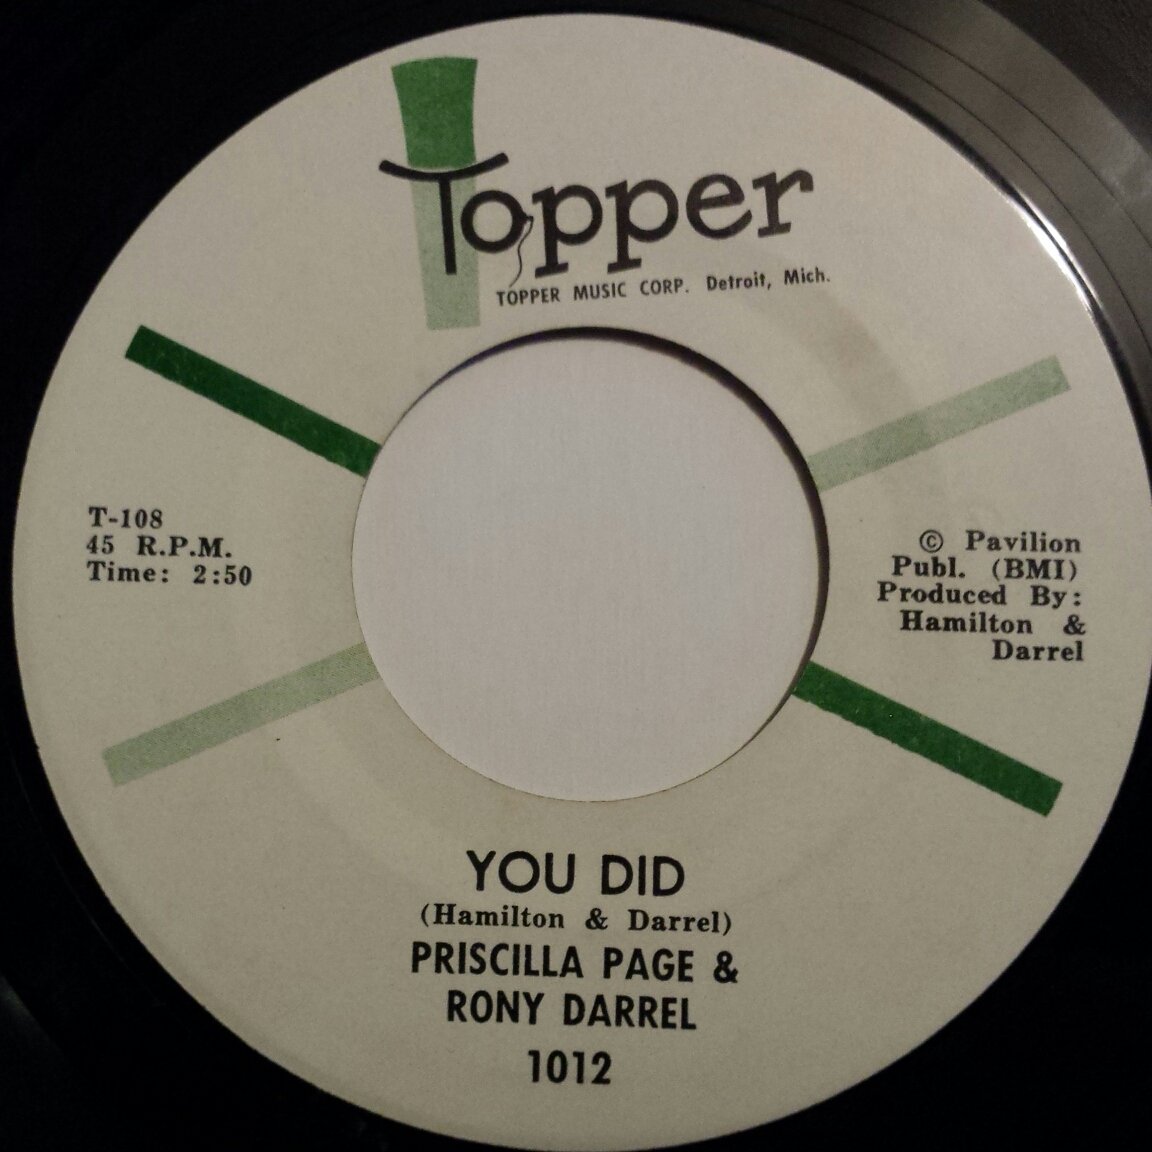 Topper
TOPPER MUSIC CORP. Detroit, Mich.
T-108
45 R.P.M.
Time: 2:50
© Pavilion
Publ. (BMI)
Produced By:
Hamilton &
Darrel
YOU DID
(Hamilton & Darrel)
PRISCILLA PAGE &
RONY DARREL
1012